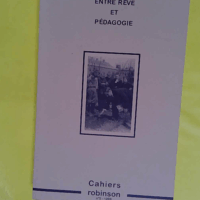 ENTRE RÊVE
ET
PÉDAGOGIE
Cahiers
robinson